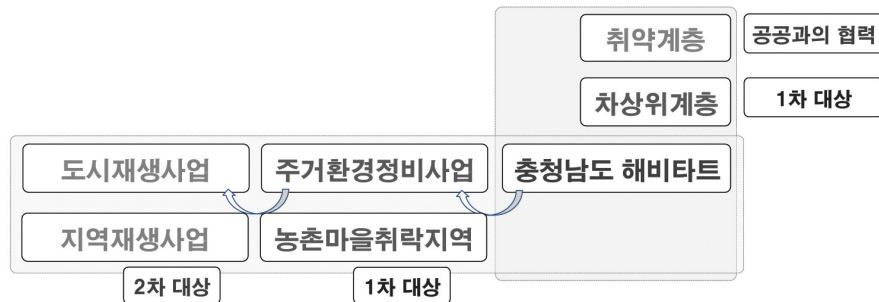 취약계층 공공과의 협력
차상위계층 1차 대상
도시재생사업 주거환경정비사업 충청남도 해비타트
지역재생사업 농촌마을취락지역
2차 대상 1차 대상